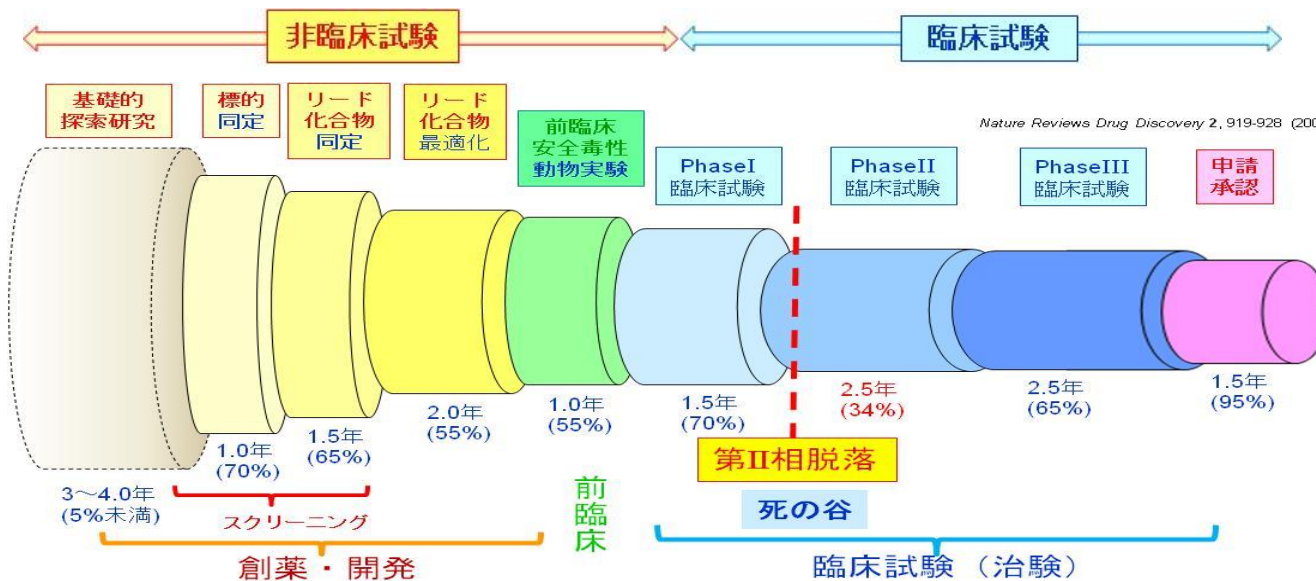 非臨床試験
臨床試験
基礎的
探索研究
標的
同定
リード
化合物
同定
リード
化合物
最適化
前臨床
安全毒性
動物実験
Nature Reviews Drug Discovery 2, 919-928 (200
PhaseI
臨床試験
PhaseII
臨床試験
PhaseIII
臨床試験
申請
承認
3～4.0年
(5%未満)
1.0年
(70%)
1.5年
(65%)
2.0年
(55%)
1.0年
(55%)
1.5年
(70%)
2.5年
(34%)
2.5年
(65%)
1.5年
(95%)
スクリーニング
第II相脱落
死の谷
創薬・開発
前臨床
臨床試験（治験）